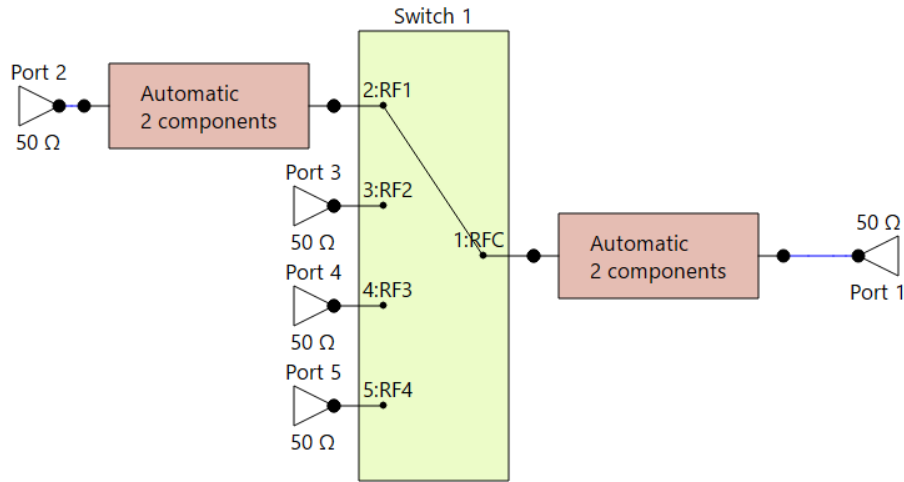 Switch 1
Port 2
50 Ω
Automatic
2 components
2:RF1
Port 3
50 Ω
3:RF2
Port 4
50 Ω
4:RF3
Port 5
50 Ω
5:RF4
1:RFC
Automatic
2 components
50 Ω
Port 1